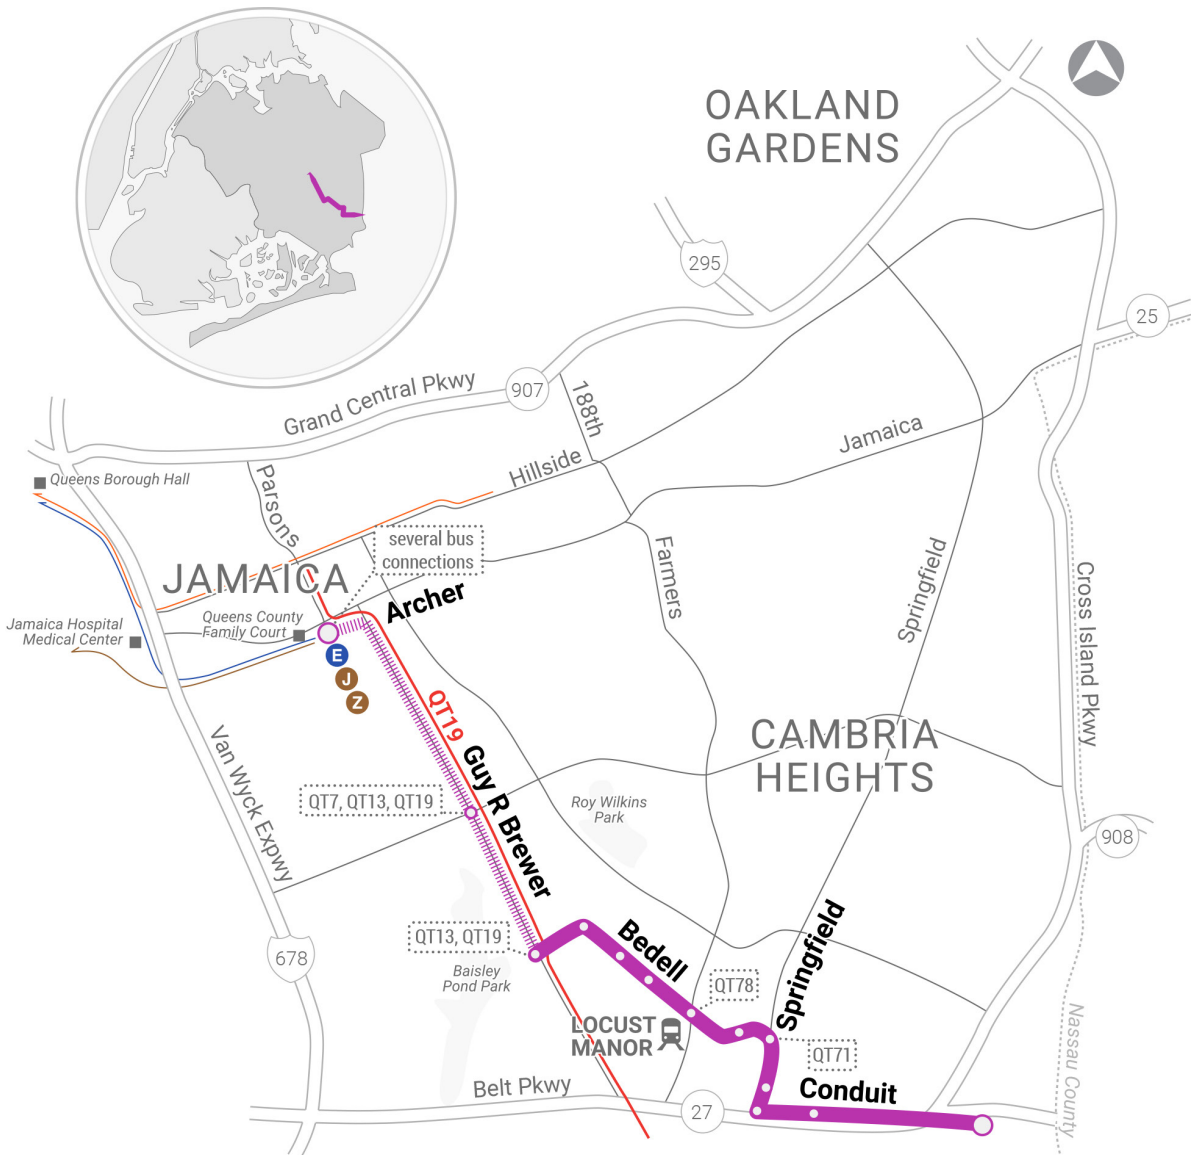 OAKLAND
GARDENS
295
25
Grand Central Pkwy
907
188th
Jamaica
Hillside
Queens Borough Hall
Parsons
several bus
connections
Farmers
Springfield
Cross Island Pkwy
JAMAICA
Archer
Queens County
Family Court
Jamaica Hospital
Medical Center
E
J
Z
QT19
Guy R Brewer
Van Wyck Expwy
CAMBRIA
HEIGHTS
QT7, QT13, QT19
Roy Wilkins
Park
908
QT13, QT19
678
Baisley
Pond Park
Bedell
Springfield
QT78
LOCUST
MANOR
QT71
Nassau County
Belt Pkwy
Conduit
27